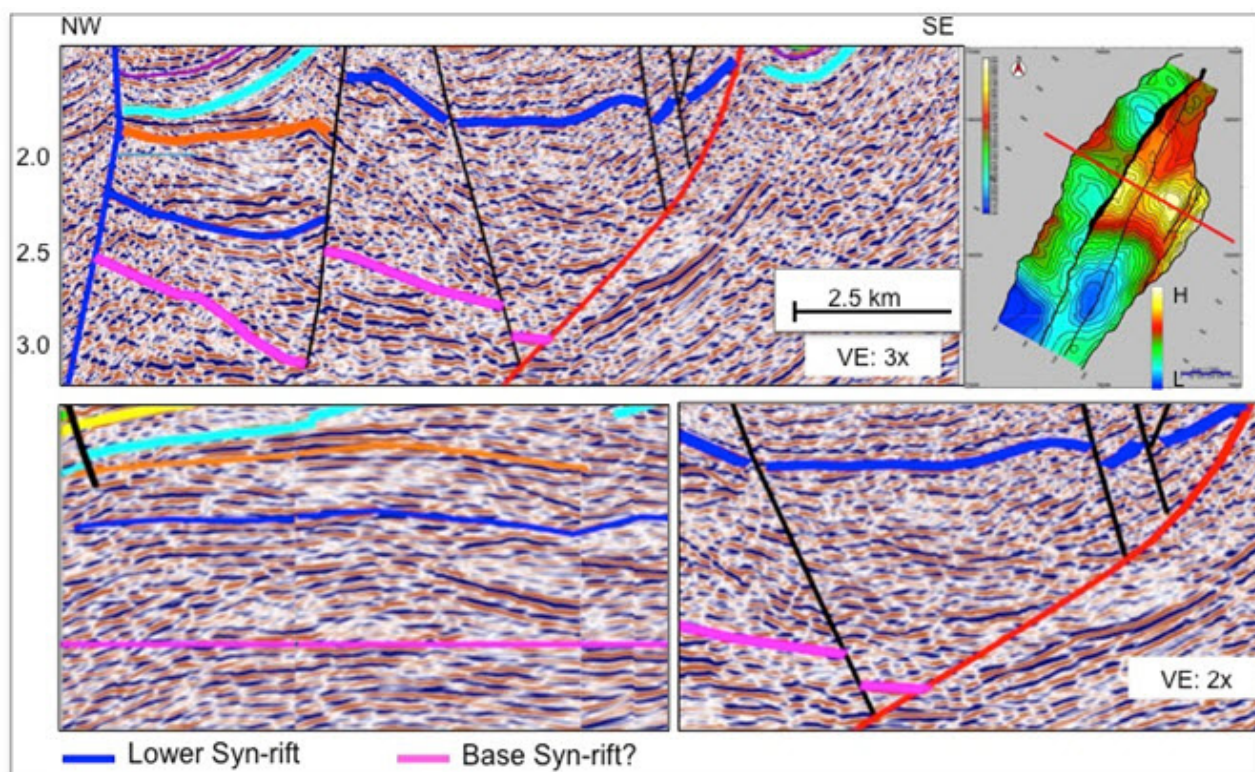 NW
SE
2.0
2.5
3.0
2.5 km
VE: 3x
H
L
VE: 2x
Lower Syn-rift
Base Syn-rift?